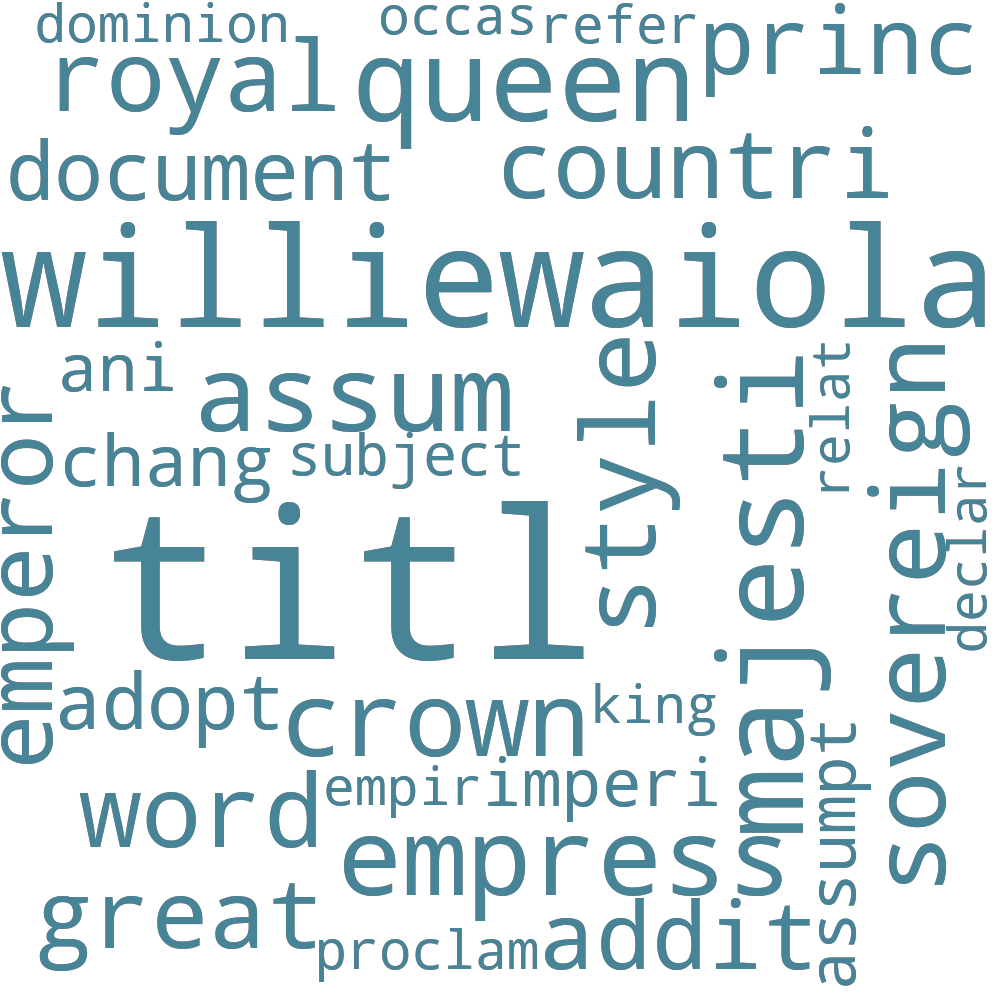 dominion
occas
refer
princ
royal
queen
document
countri
williewaiola
ani
assum
style
majesti
relat
sovereign
emperor
chang
subject
declar
titl
adopt
crown
king
assumpt
word
empir
imperi
empress
great
proclam
addit